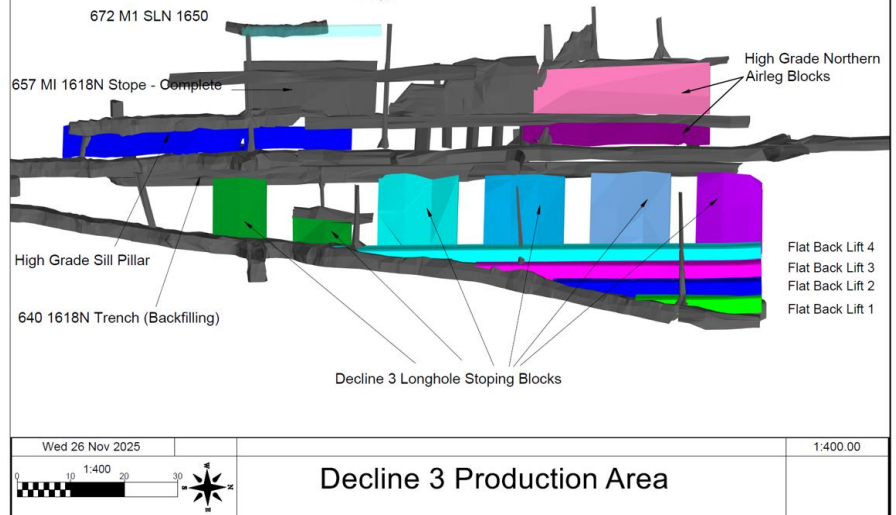 672 M1 SLN 1650
High Grade Northern
Airleg Blocks
657 MI 1618N Stope - Complete
High Grade Sill Pillar
Flat Back Lift 4
Flat Back Lift 3
Flat Back Lift 2
Flat Back Lift 1
640 1618N Trench (Backfilling)
Decline 3 Longhole Stoping Blocks
Wed 26 Nov 2025
1:400.00
1:400
0 10 20 30
W
N
S
E
Decline 3 Production Area